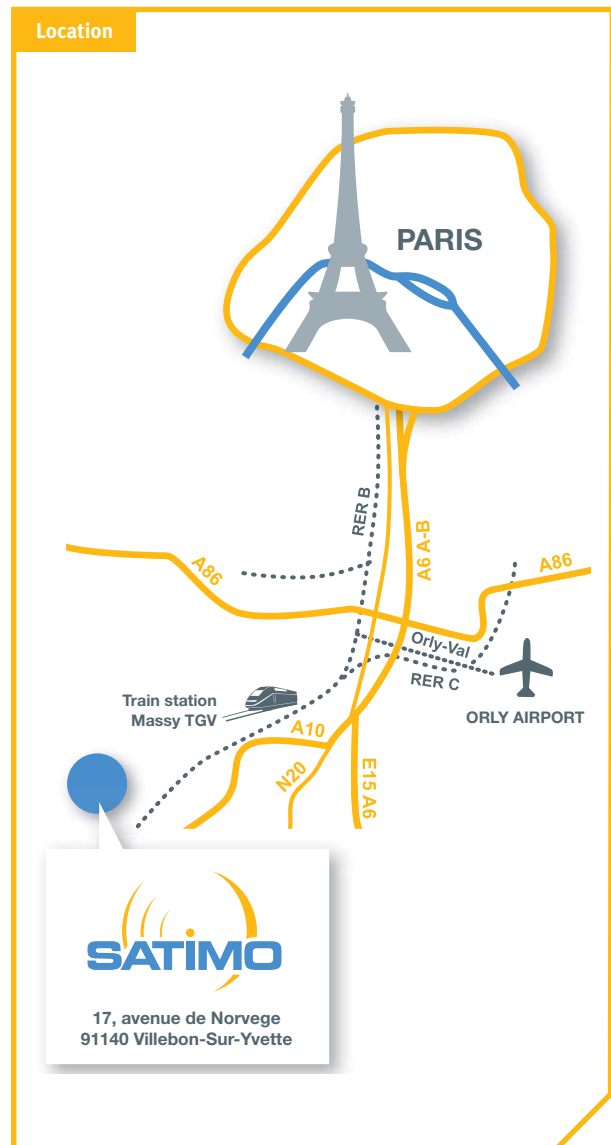 Location
PARIS
RER B
A6 A-B
A86
A86
Orly-Val
RER C
ORLY AIRPORT
Train station
Massy TGV
A10
N20
E15 A6
SATIMO
17, avenue de Norvege
91140 Villebon-Sur-Yvette